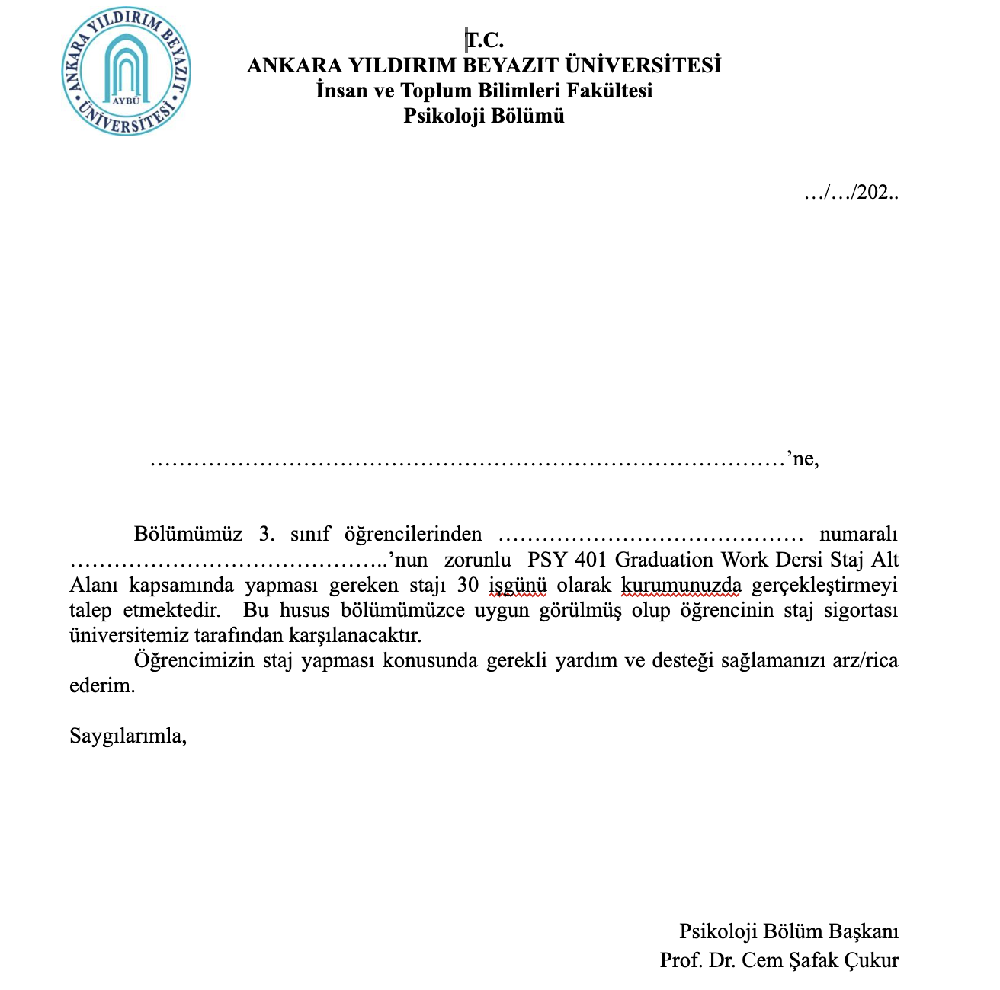 ANKARA YILDIRIM BEYAZIT
ÜNİVERSİTESİ
AYBÜ
T.C.
ANKARA YILDIRIM BEYAZIT ÜNİVERSİTESİ
İnsan ve Toplum Bilimleri Fakültesi
Psikoloji Bölümü
…/…/202..
……………………………………………………………………………’ne,
Bölümümüz 3. sınıf öğrencilerinden …………………………………… numaralı
……………………………………..’nun zorunlu PSY 401 Graduation Work Dersi Staj Alt
Alanı kapsamında yapması gereken stajı 30 işgünü olarak kurumunuzda gerçekleştirmeyi
talep etmektedir. Bu husus bölümümüzce uygun görülmüş olup öğrencinin staj sigortası
üniversitemiz tarafından karşılanacaktır.
Öğrencimizin staj yapması konusunda gerekli yardım ve desteği sağlamanızı arz/rica
ederim.
Saygılarımla,
Psikoloji Bölüm Başkanı
Prof. Dr. Cem Şafak Çukur